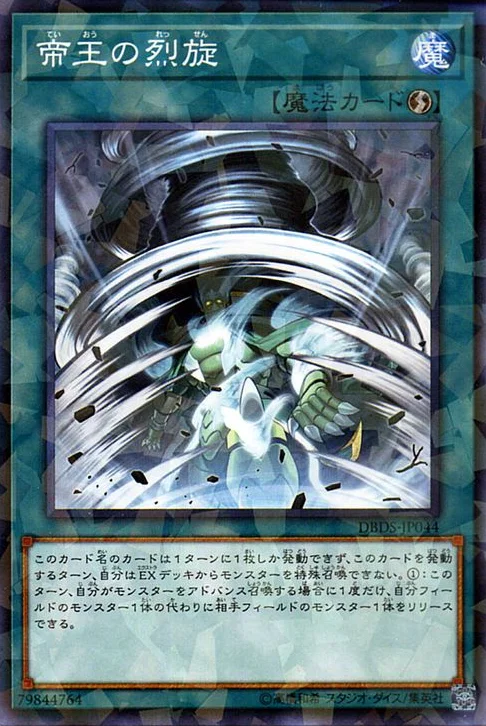 帝王の烈旋
魔
【魔法カード】
DBDS-JP044
このカード名のカードは1ターンに1枚しか発動できず、このカードを発動
するターン、自分はEXデッキからモンスターを特殊召喚できない。①:この
ターン、自分がモンスターをアドバンス召喚する場合に1度だけ、自分フィー
ルドのモンスター1体の代わりに相手フィールドのモンスター1体をリリース
できる。
79844764
©高橋和希 スタジオ・ダイス/集英社